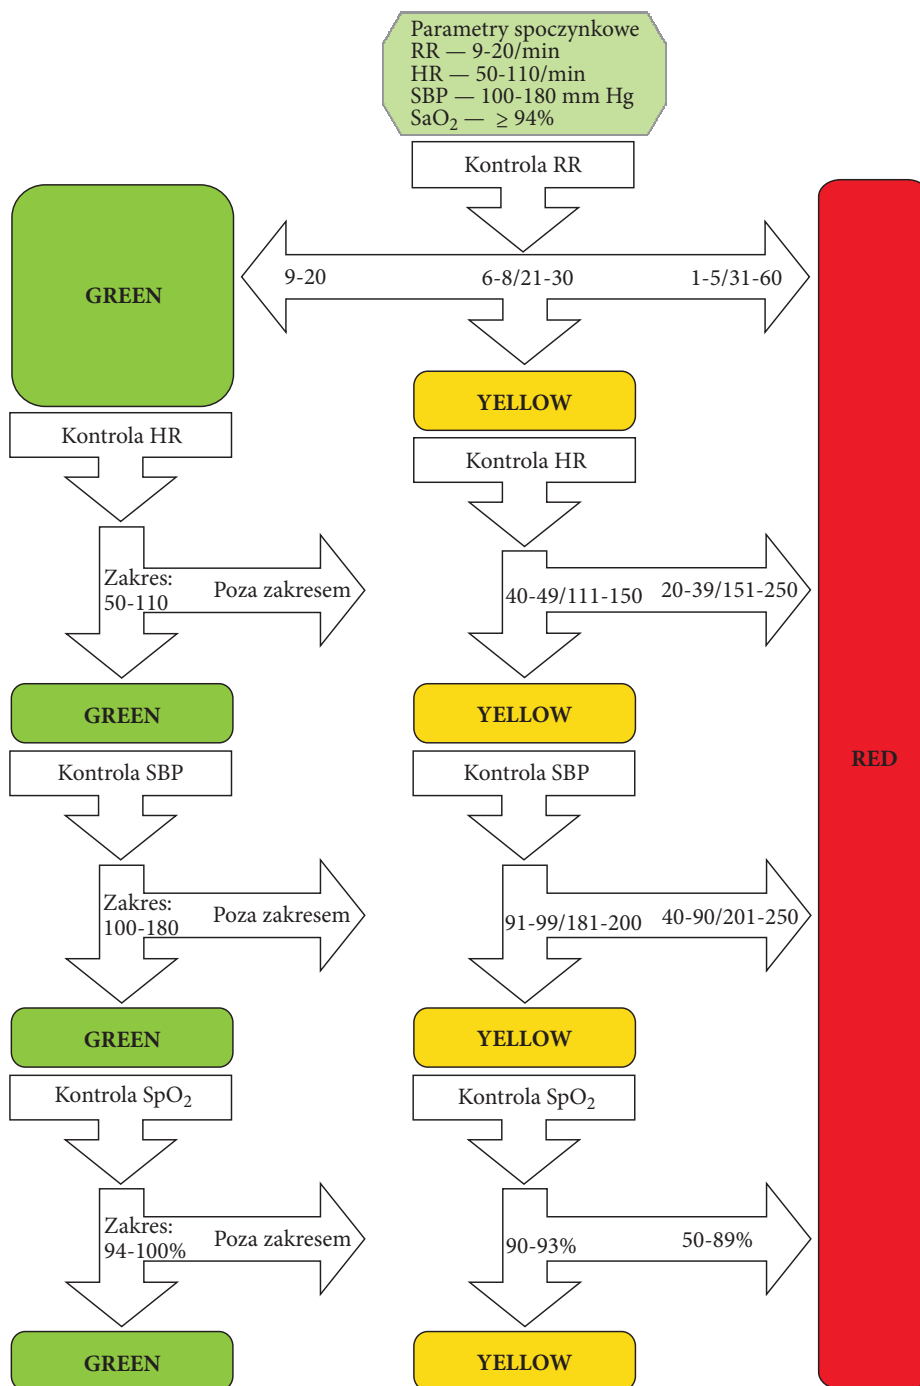 Parametry spoczynkowe
RR — 9-20/min
HR — 50-110/min
SBP — 100-180 mm Hg
SaO₂ — ≥ 94%
Kontrola RR
9-20
6-8/21-30
1-5/31-60
GREEN
YELLOW
Kontrola HR
Kontrola HR
Zakres:
50-110
Poza zakresem
40-49/111-150
20-39/151-250
GREEN
YELLOW
RED
Kontrola SBP
Kontrola SBP
Zakres:
100-180
Poza zakresem
91-99/181-200
40-90/201-250
GREEN
YELLOW
Kontrola SpO₂
Kontrola SpO₂
Zakres:
94-100%
Poza zakresem
90-93%
50-89%
GREEN
YELLOW